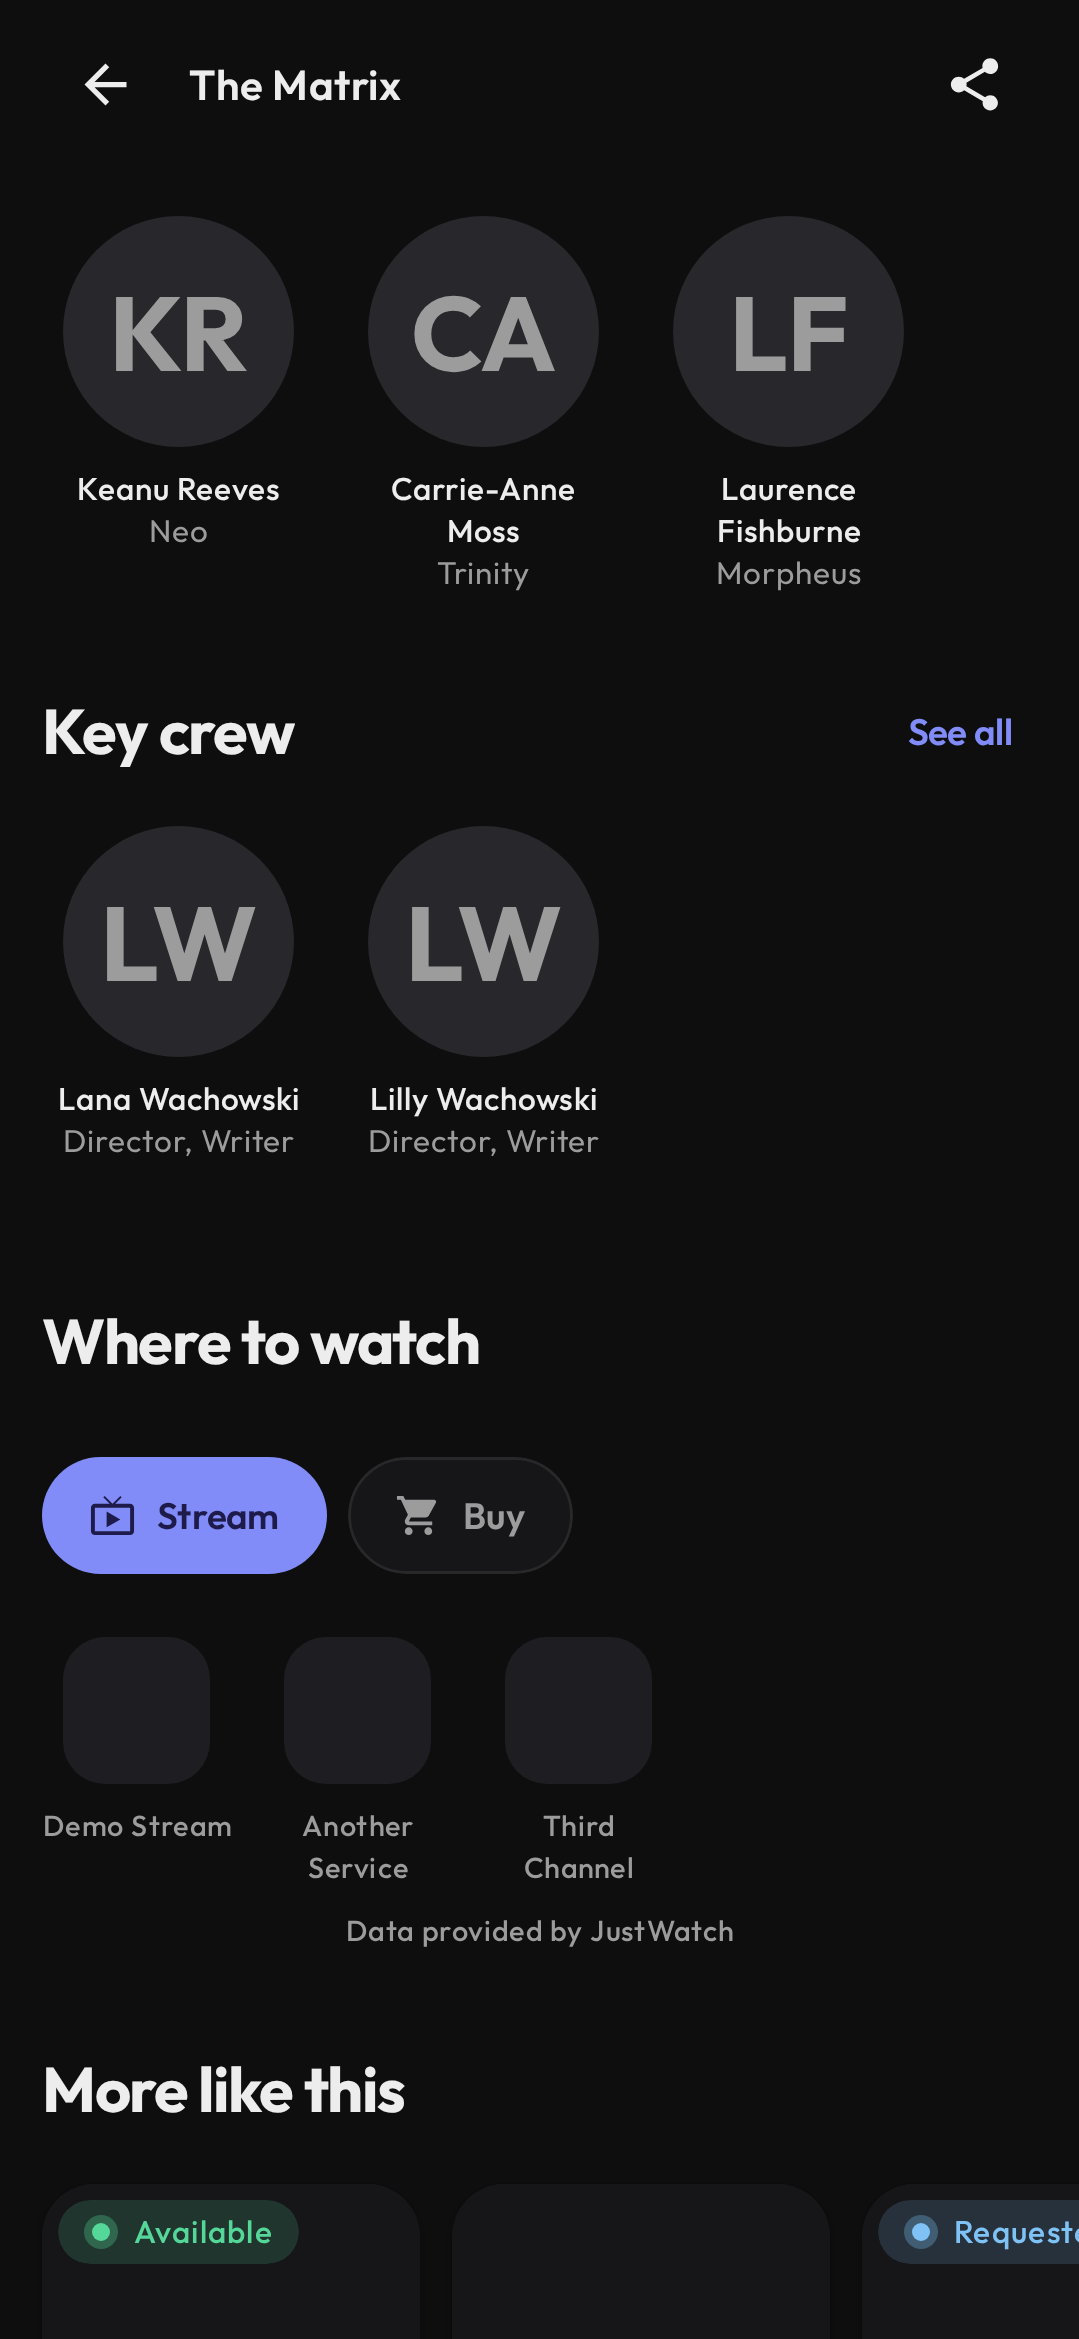 The Matrix
KR
CA
LF
Keanu Reeves
Neo
Carrie-Anne
Moss
Trinity
Laurence
Fishburne
Morpheus
Key crew
See all
LW
LW
Lana Wachowski
Director, Writer
Lilly Wachowski
Director, Writer
Where to watch
Stream
Buy
Demo Stream
Another
Service
Third
Channel
Data provided by JustWatch
More like this
Available